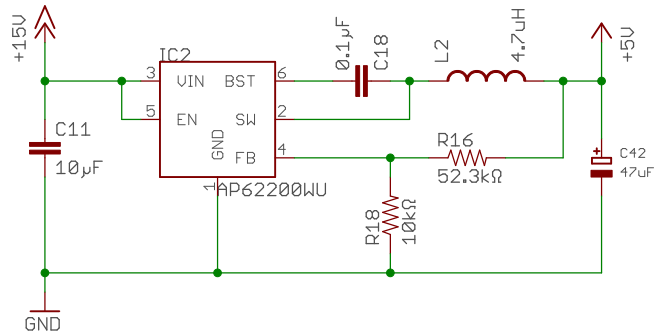 +15V
IC2
3 VIN BST 6
5 EN SW 2
GND
FB 4
1
AP62200WU
0.1µF
C18
L2
4.7uH
+5V
C11
10µF
R16
52.3kΩ
R18
10kΩ
+
C42
47uF
GND